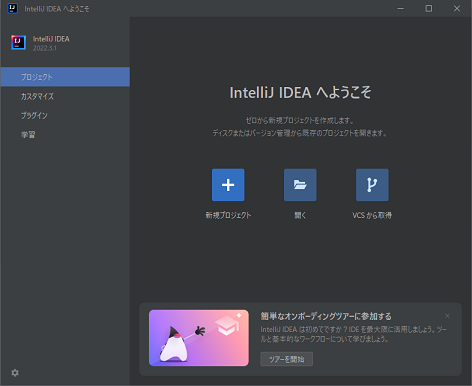 IntelliJ IDEA へようこそ
IntelliJ IDEA
2022.3.1
プロジェクト
カスタマイズ
プラグイン
学習
IntelliJ IDEA へようこそ
ゼロから新規プロジェクトを作成します。
ディスクまたはバージョン管理から既存のプロジェクトを開きます。
新規プロジェクト
開く
VCS から取得
簡単なオンボーディングツアーに参加する
IntelliJ IDEA は初めてですか？IDE を最大限に活用しましょう。ツー
ルと基本的なワークフローについて学びましょう。
ツアーを開始